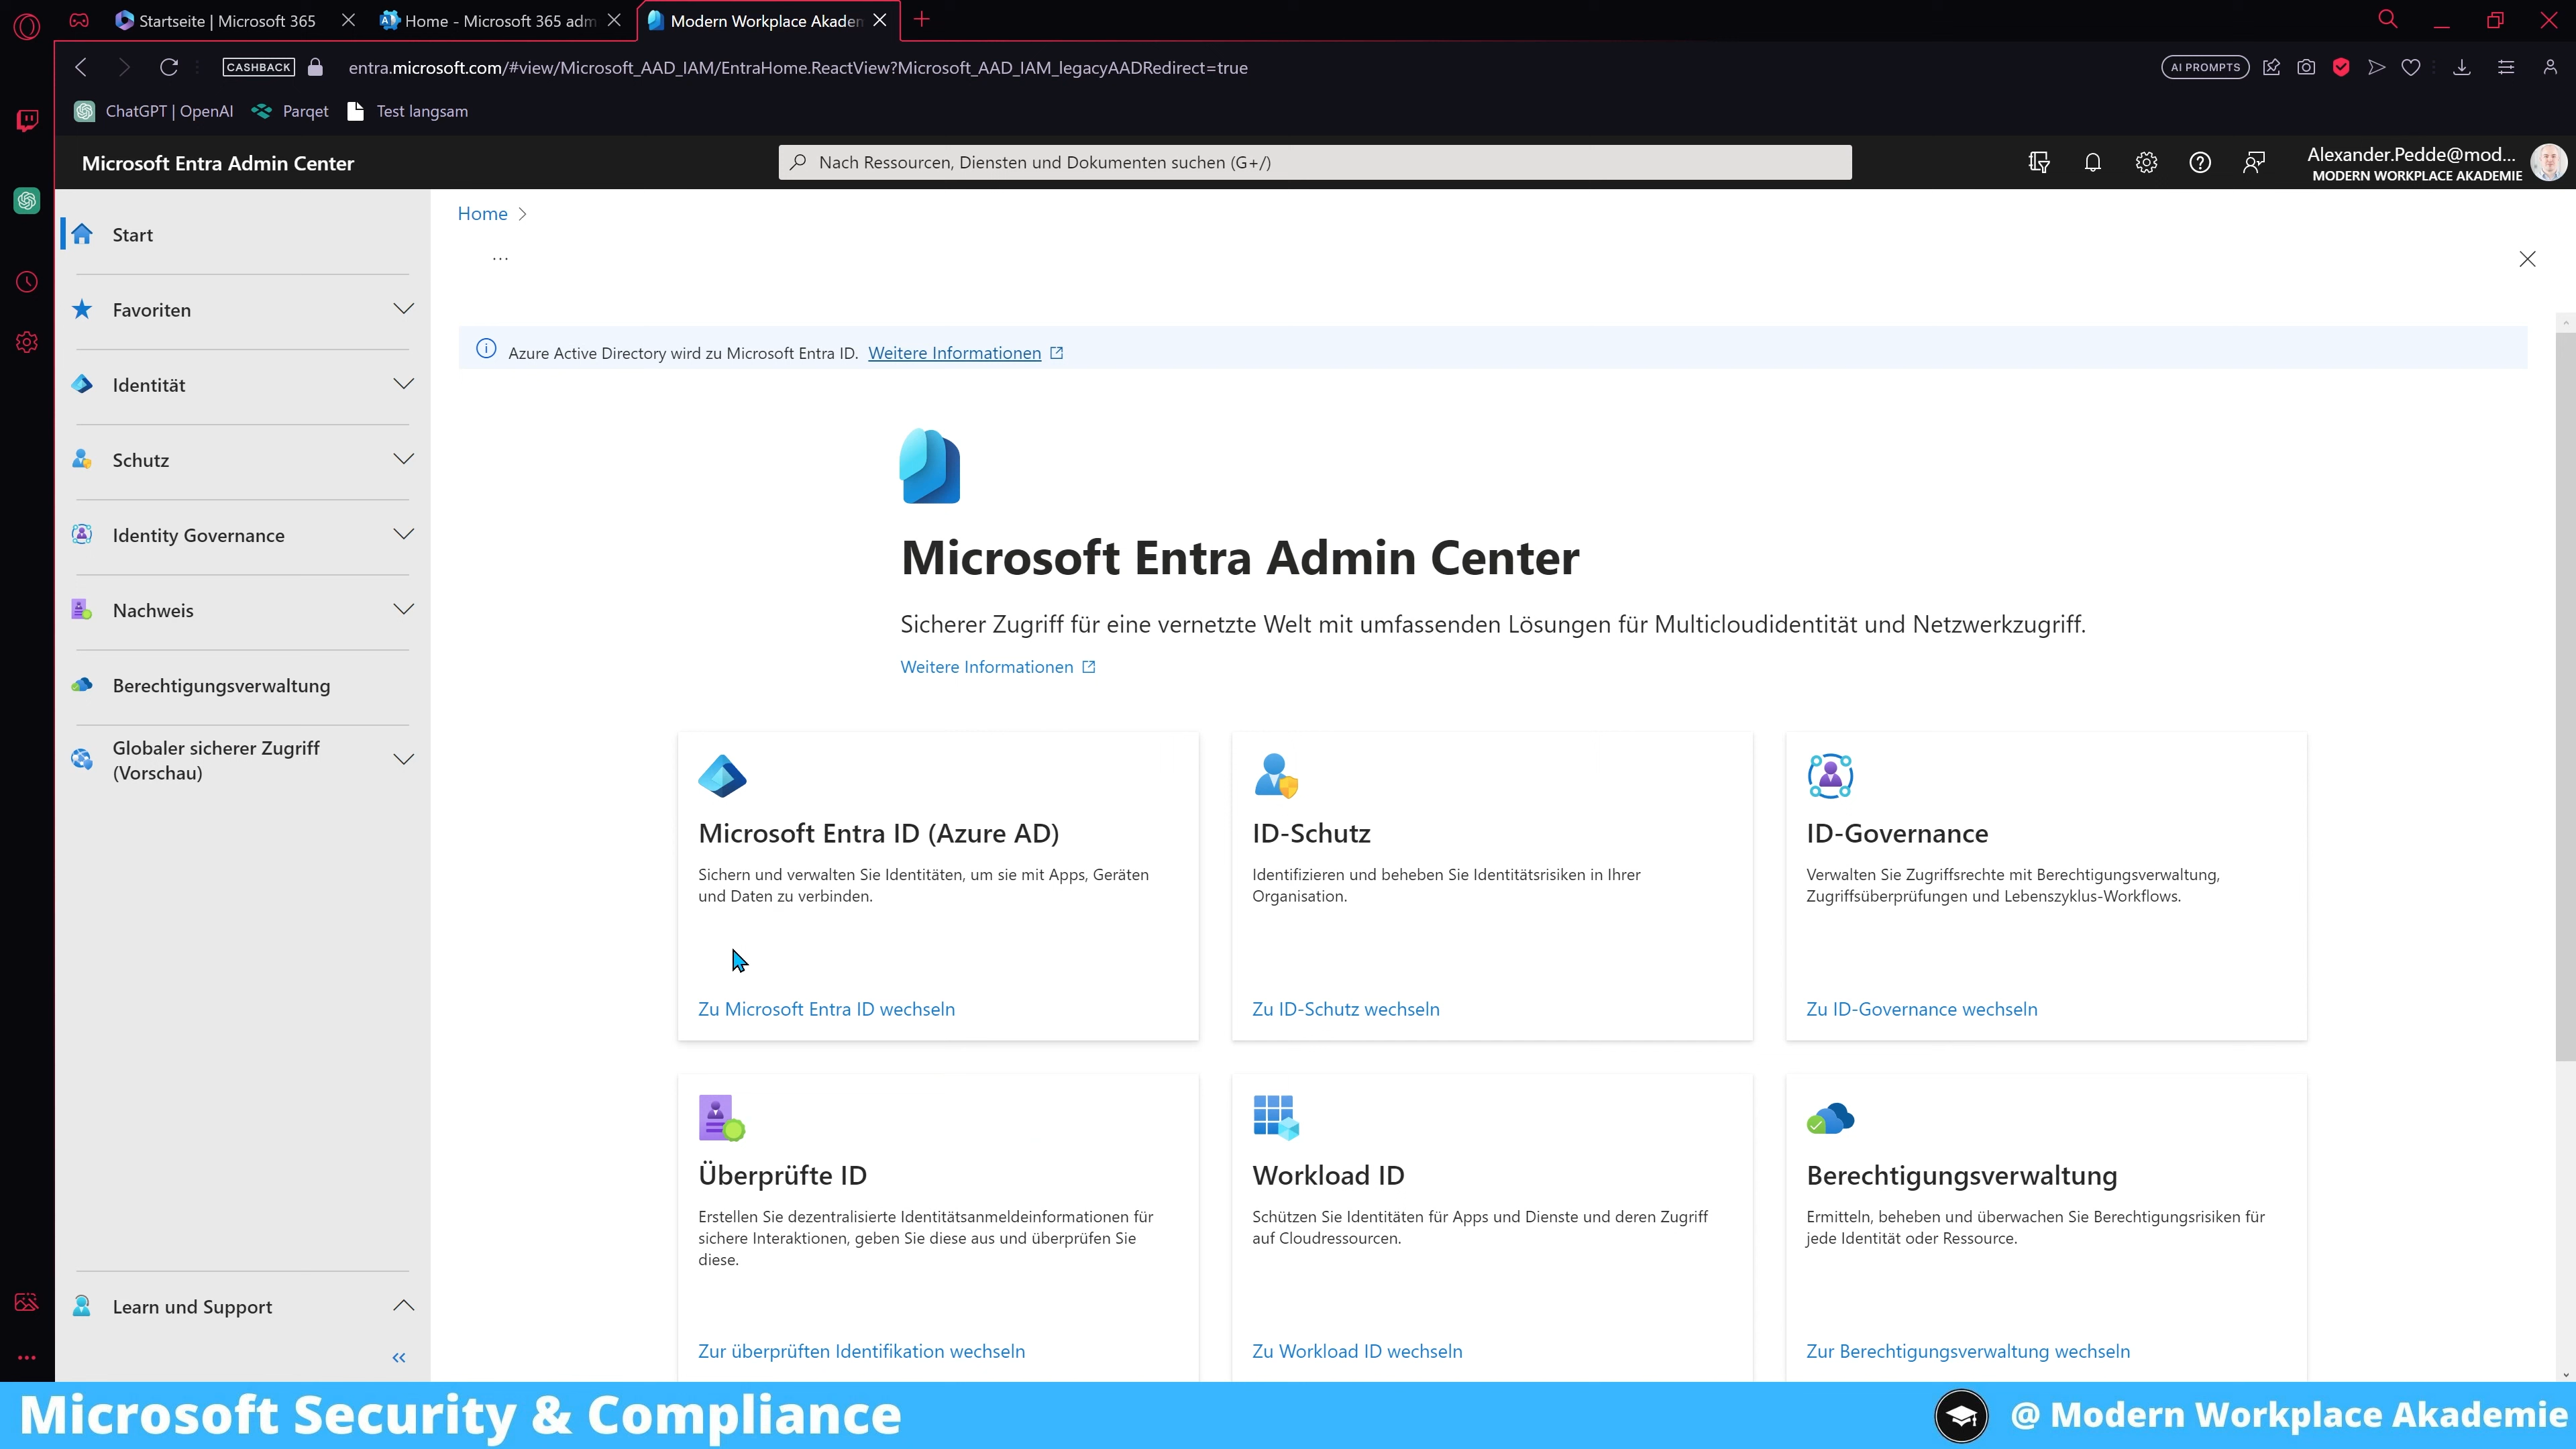 Startseite | Microsoft 365
Home - Microsoft 365 adm
Modern Workplace Akaden
CASHBACK
entra.microsoft.com/#view/Microsoft_AAD_IAM/EntraHome.ReactView?Microsoft_AAD_IAM_legacyAADRedirect=true
AI PROMPTS
ChatGPT | OpenAI
Parqet
Test langsam
Microsoft Entra Admin Center
Nach Ressourcen, Diensten und Dokumenten suchen (G+/)
Alexander.Pedde@mod...
MODERN WORKPLACE AKADEMIE
Start
Favoriten
Identität
Schutz
Identity Governance
Nachweis
Berechtigungsverwaltung
Globaler sicherer Zugriff
(Vorschau)
Learn und Support
Home
...
Azure Active Directory wird zu Microsoft Entra ID. Weitere Informationen
Microsoft Entra Admin Center
Sicherer Zugriff für eine vernetzte Welt mit umfassenden Lösungen für Multicloudidentität und Netzwerkzugriff.
Weitere Informationen
Microsoft Entra ID (Azure AD)
Sichern und verwalten Sie Identitäten, um sie mit Apps, Geräten
und Daten zu verbinden.
Zu Microsoft Entra ID wechseln
ID-Schutz
Identifizieren und beheben Sie Identitätsrisiken in Ihrer
Organisation.
Zu ID-Schutz wechseln
ID-Governance
Verwalten Sie Zugriffsrechte mit Berechtigungsverwaltung,
Zugriffsüberprüfungen und Lebenszyklus-Workflows.
Zu ID-Governance wechseln
Überprüfte ID
Erstellen Sie dezentralisierte Identitätsanmeldeinformationen für
sichere Interaktionen, geben Sie diese aus und überprüfen Sie
diese.
Zur überprüften Identifikation wechseln
Workload ID
Schützen Sie Identitäten für Apps und Dienste und deren Zugriff
auf Cloudressourcen.
Zu Workload ID wechseln
Berechtigungsverwaltung
Ermitteln, beheben und überwachen Sie Berechtigungsrisiken für
jede Identität oder Ressource.
Zur Berechtigungsverwaltung wechseln
Microsoft Security & Compliance
@ Modern Workplace Akademie